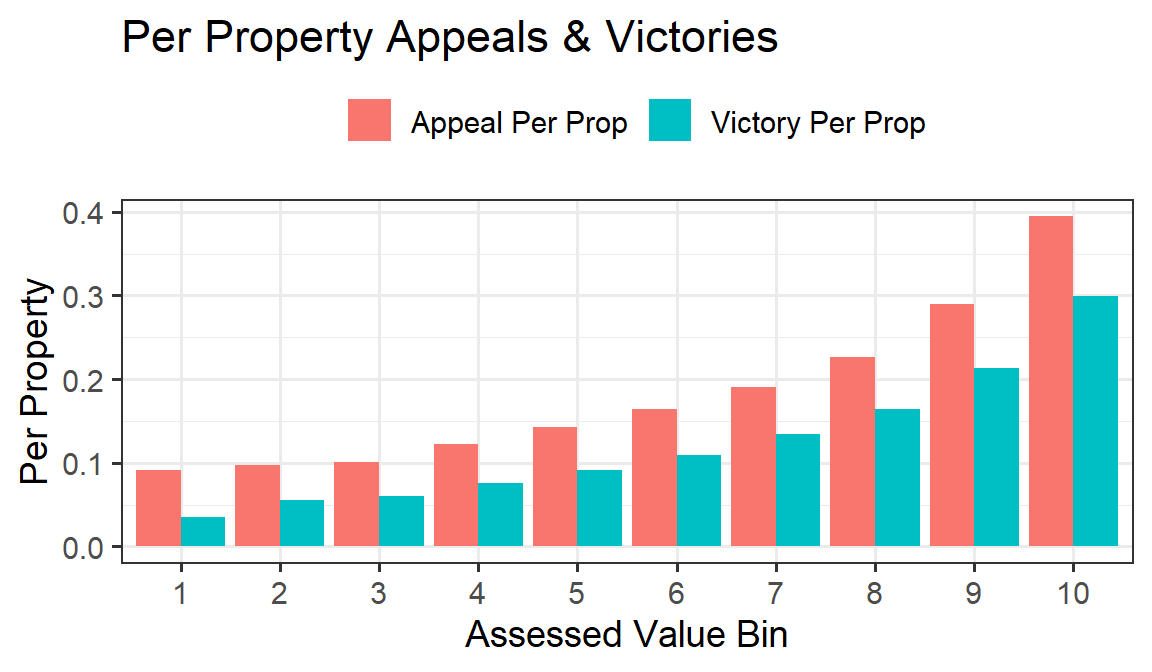 Per Property Appeals & Victories
Appeal Per Prop Victory Per Prop
Per Property
0.4
0.3
0.2
0.1
0.0
1 2 3 4 5 6 7 8 9 10
Assessed Value Bin